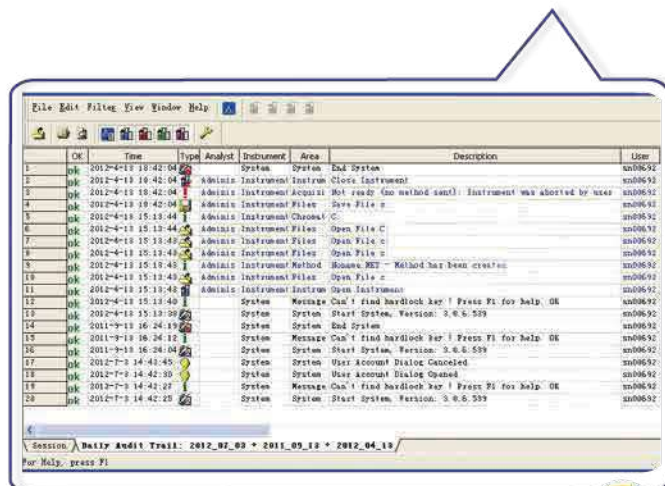 File Edit Filter View Window Help
OK Time Type Analyst Instrument Area Description User
1 ok 2012-4-13 18:42:04 System System End System sn00692
2 ok 2012-4-13 18:42:04 Adminis Instrument Instrum Close Instrument sn00692
3 ok 2012-4-13 18:42:04 Adminis Instrument Acquisi Not ready (no method sent): Instrument was aborted by user sn00692
4 ok 2012-4-13 18:42:04 Adminis Instrument Files Save File c sn00692
5 ok 2012-4-13 15:13:44 Adminis Instrument Chromat C: sn00692
6 ok 2012-4-13 15:13:44 Adminis Instrument Files Open File C sn00692
7 ok 2012-4-13 15:13:43 Adminis Instrument Files Open File c sn00692
8 ok 2012-4-13 15:13:43 Adminis Instrument Files Open File c sn00692
9 ok 2012-4-13 15:13:43 Adminis Instrument Method Noname.MET - Method has been created sn00692
10 ok 2012-4-13 15:13:43 Adminis Instrument Files Open File c sn00692
11 ok 2012-4-13 15:13:43 Adminis Instrument Instrum Open Instrument sn00692
12 ok 2012-4-13 15:13:40 System Message Can't find hardlock key ! Press F1 for help. OK sn00692
13 ok 2012-4-13 15:13:38 System System Start System, Version: 3.0.6.539 sn00692
14 ok 2011-9-13 16:24:19 System System End System sn00692
15 ok 2011-9-13 16:24:12 System Message Can't find hardlock key ! Press F1 for help. OK sn00692
16 ok 2011-9-13 16:24:04 System System Start System, Version: 3.0.6.539 sn00692
17 ok 2012-7-3 14:43:45 System System User Account Dialog Canceled sn00692
18 ok 2012-7-3 14:42:30 System System User Account Dialog Opened sn00692
19 ok 2012-7-3 14:42:27 System Message Can't find hardlock key ! Press F1 for help. OK sn00692
20 ok 2012-7-3 14:42:25 System System Start System, Version: 3.0.6.539 sn00692
Session Daily Audit Trail: 2012_07_03 + 2011_09_13 + 2012_04_13
For Help, press F1